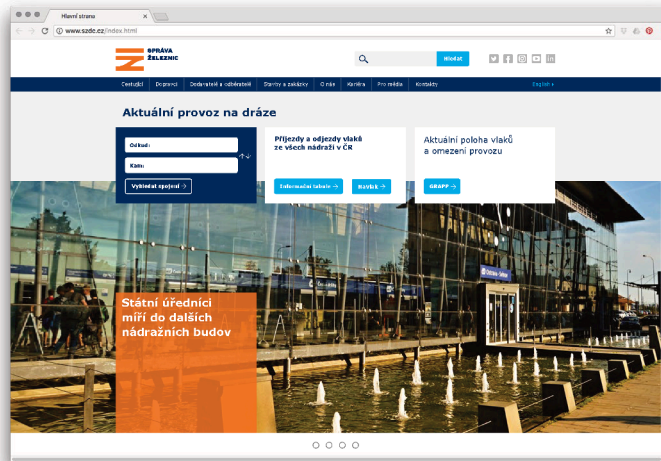 Hlavní strana
www.szdc.cz/index.html
SPRÁVA
ŽELEZNIC
Hledat
Cestující Dopravci Dodavatelé a odběratelé Stavby a zakázky O nás Kariéra Pro média Kontakty English
Aktuální provoz na dráze
Odkud:
Kam:
Vyhledat spojení →
Příjezdy a odjezdy vlaků
ze všech nádraží v ČR
Informační tabule →
Aktuální poloha vlaků
a omezení provozu
GRAPP →
Státní úředníci
míří do dalších
nádražních budov